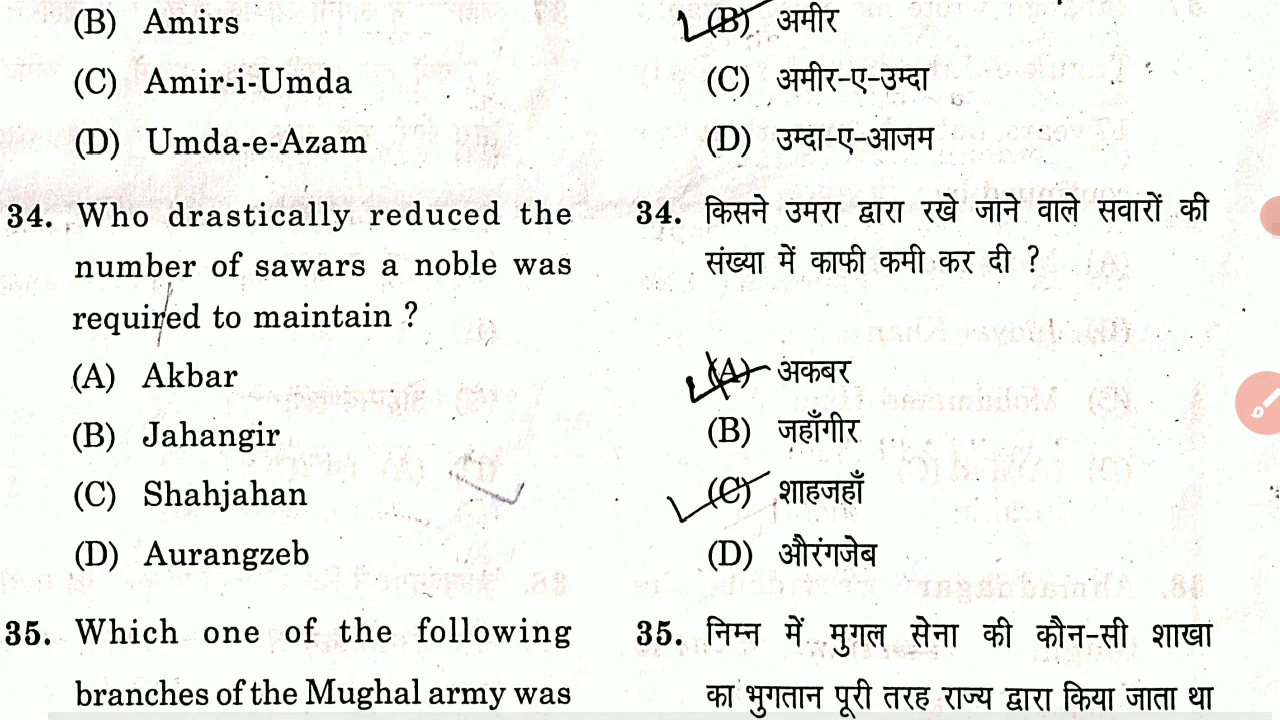 (B) Amirs
(C) Amir-i-Umda
(D) Umda-e-Azam
34. Who drastically reduced the
number of sawars a noble was
required to maintain ?
(A) Akbar
(B) Jahangir
(C) Shahjahan
(D) Aurangzeb
35. Which one of the following
branches of the Mughal army was
(B) अमीर
(C) अमीर-ए-उम्दा
(D) उम्दा-ए-आजम
34. किसने उमरा द्वारा रखे जाने वाले सवारों की
संख्या में काफी कमी कर दी ?
(A) अकबर
(B) जहाँगीर
(C) शाहजहाँ
(D) औरंगजेब
35. निम्न में मुगल सेना की कौन-सी शाखा
का भुगतान पूरी तरह राज्य द्वारा किया जाता था